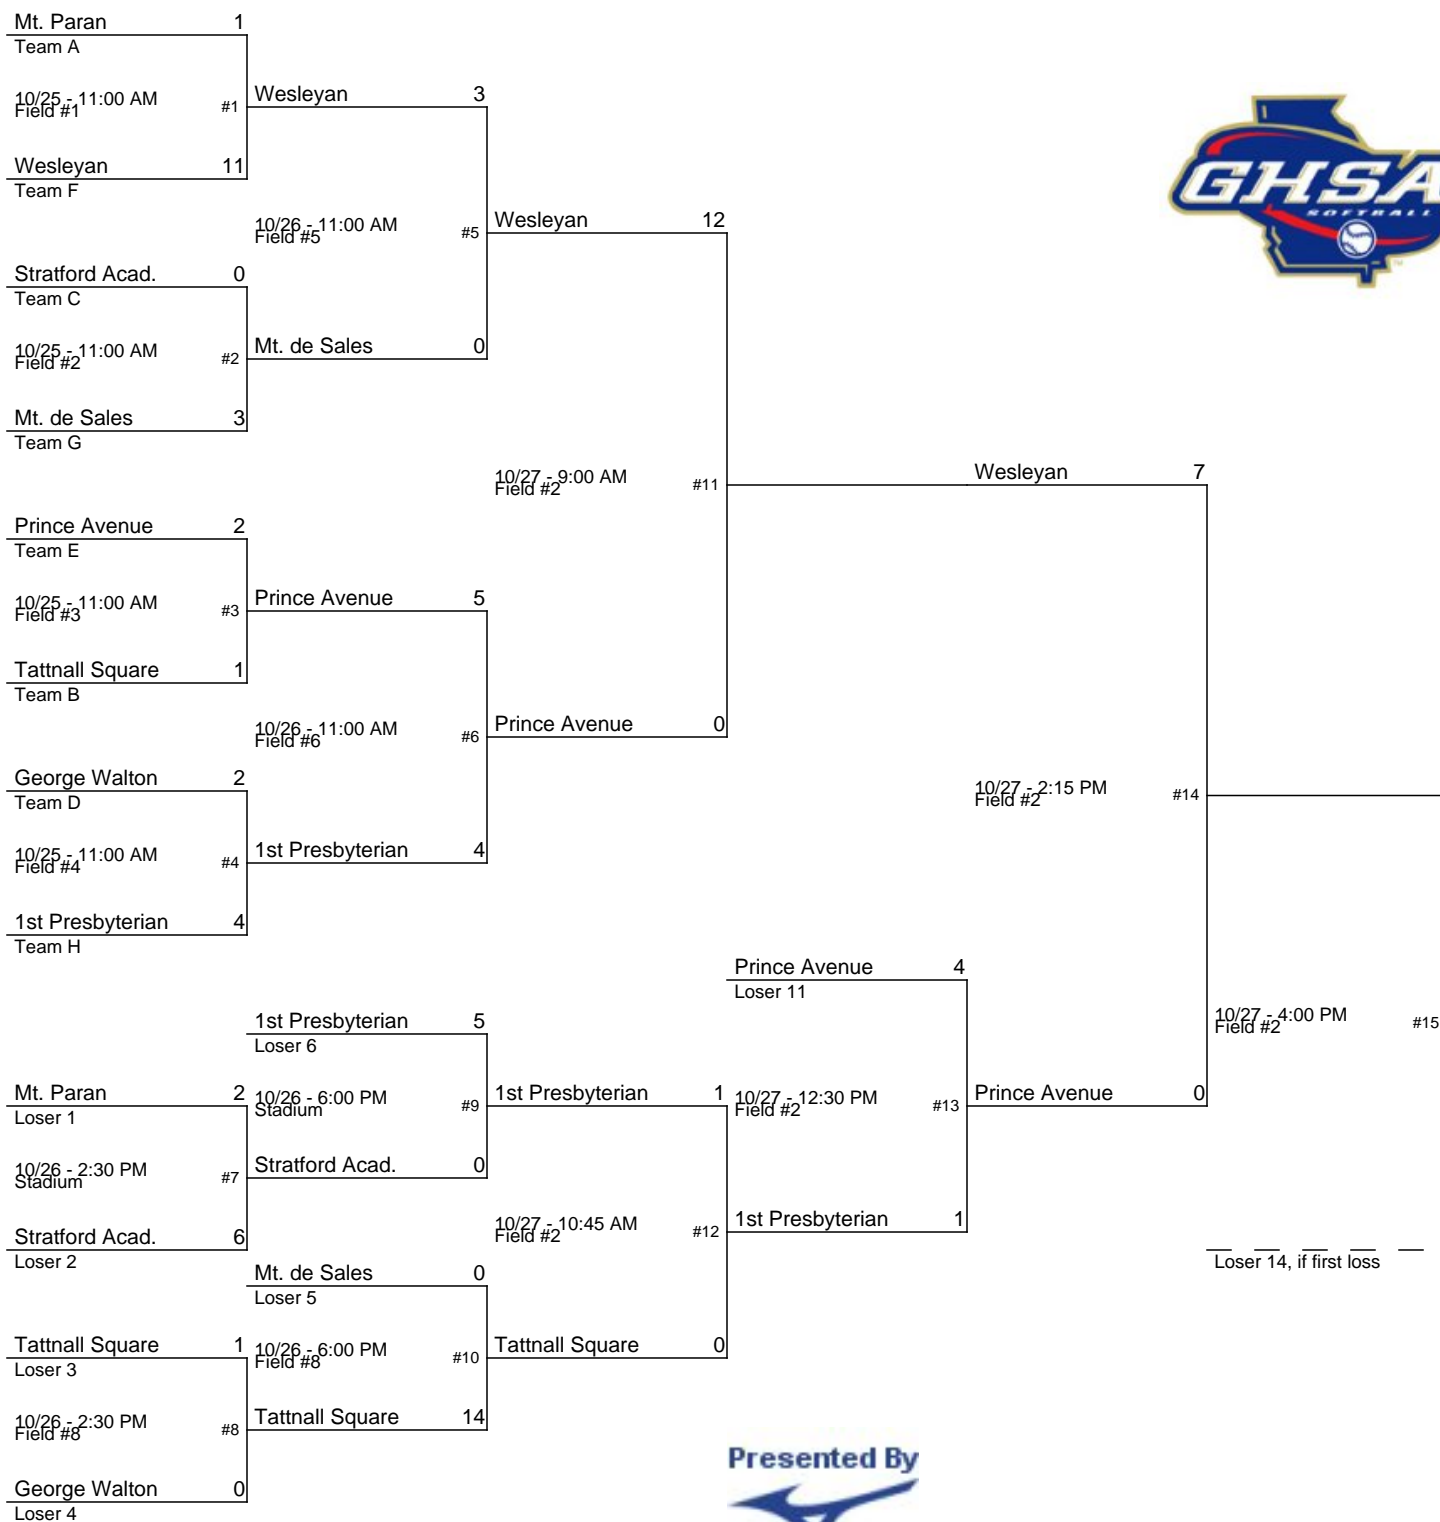 Mt. Paran 1
Team A
10/25 - 11:00 AM
Field #1
#1
Wesleyan 3
Wesleyan 11
Team F
10/26 - 11:00 AM
Field #5
#5
Wesleyan 12
Stratford Acad. 0
Team C
10/25 - 11:00 AM
Field #2
#2
Mt. de Sales 0
Mt. de Sales 3
Team G
10/27 - 9:00 AM
Field #2
#11
Wesleyan 7
Prince Avenue 2
Team E
10/25 - 11:00 AM
Field #3
#3
Prince Avenue 5
Tattnall Square 1
Team B
10/26 - 11:00 AM
Field #6
#6
Prince Avenue 0
George Walton 2
Team D
10/27 - 2:15 PM
Field #2
#14
10/25 - 11:00 AM
Field #4
#4
1st Presbyterian 4
1st Presbyterian 4
Team H
Prince Avenue 4
Loser 11
1st Presbyterian 5
Loser 6
10/27 - 4:00 PM
Field #2
#15
Mt. Paran 2
Loser 1
10/26 - 6:00 PM
Stadium
#9
1st Presbyterian 1
10/27 - 12:30 PM
Field #2
#13
Prince Avenue 0
10/26 - 2:30 PM
Stadium
#7
Stratford Acad. 0
Stratford Acad. 6
Loser 2
10/27 - 10:45 AM
Field #2
#12
1st Presbyterian 1
Loser 14, if first loss
Mt. de Sales 0
Loser 5
Tattnall Square 1
Loser 3
10/26 - 6:00 PM
Field #8
#10
Tattnall Square 0
10/26 - 2:30 PM
Field #8
#8
Tattnall Square 14
George Walton 0
Loser 4
GHSA
SOFTBALL
TM
Presented By